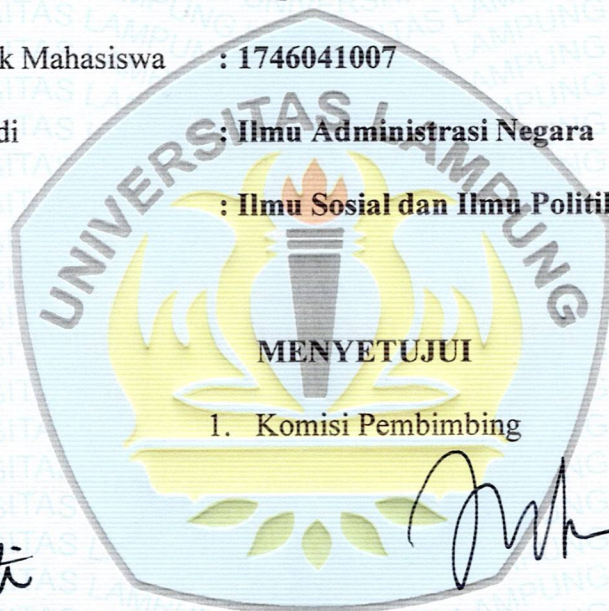 k Mahasiswa : 1746041007
di : Ilmu Administrasi Negara
: Ilmu Sosial dan Ilmu Politik
UNIVERSITAS LAMPUNG
MENYETUJUI
1. Komisi Pembimbing